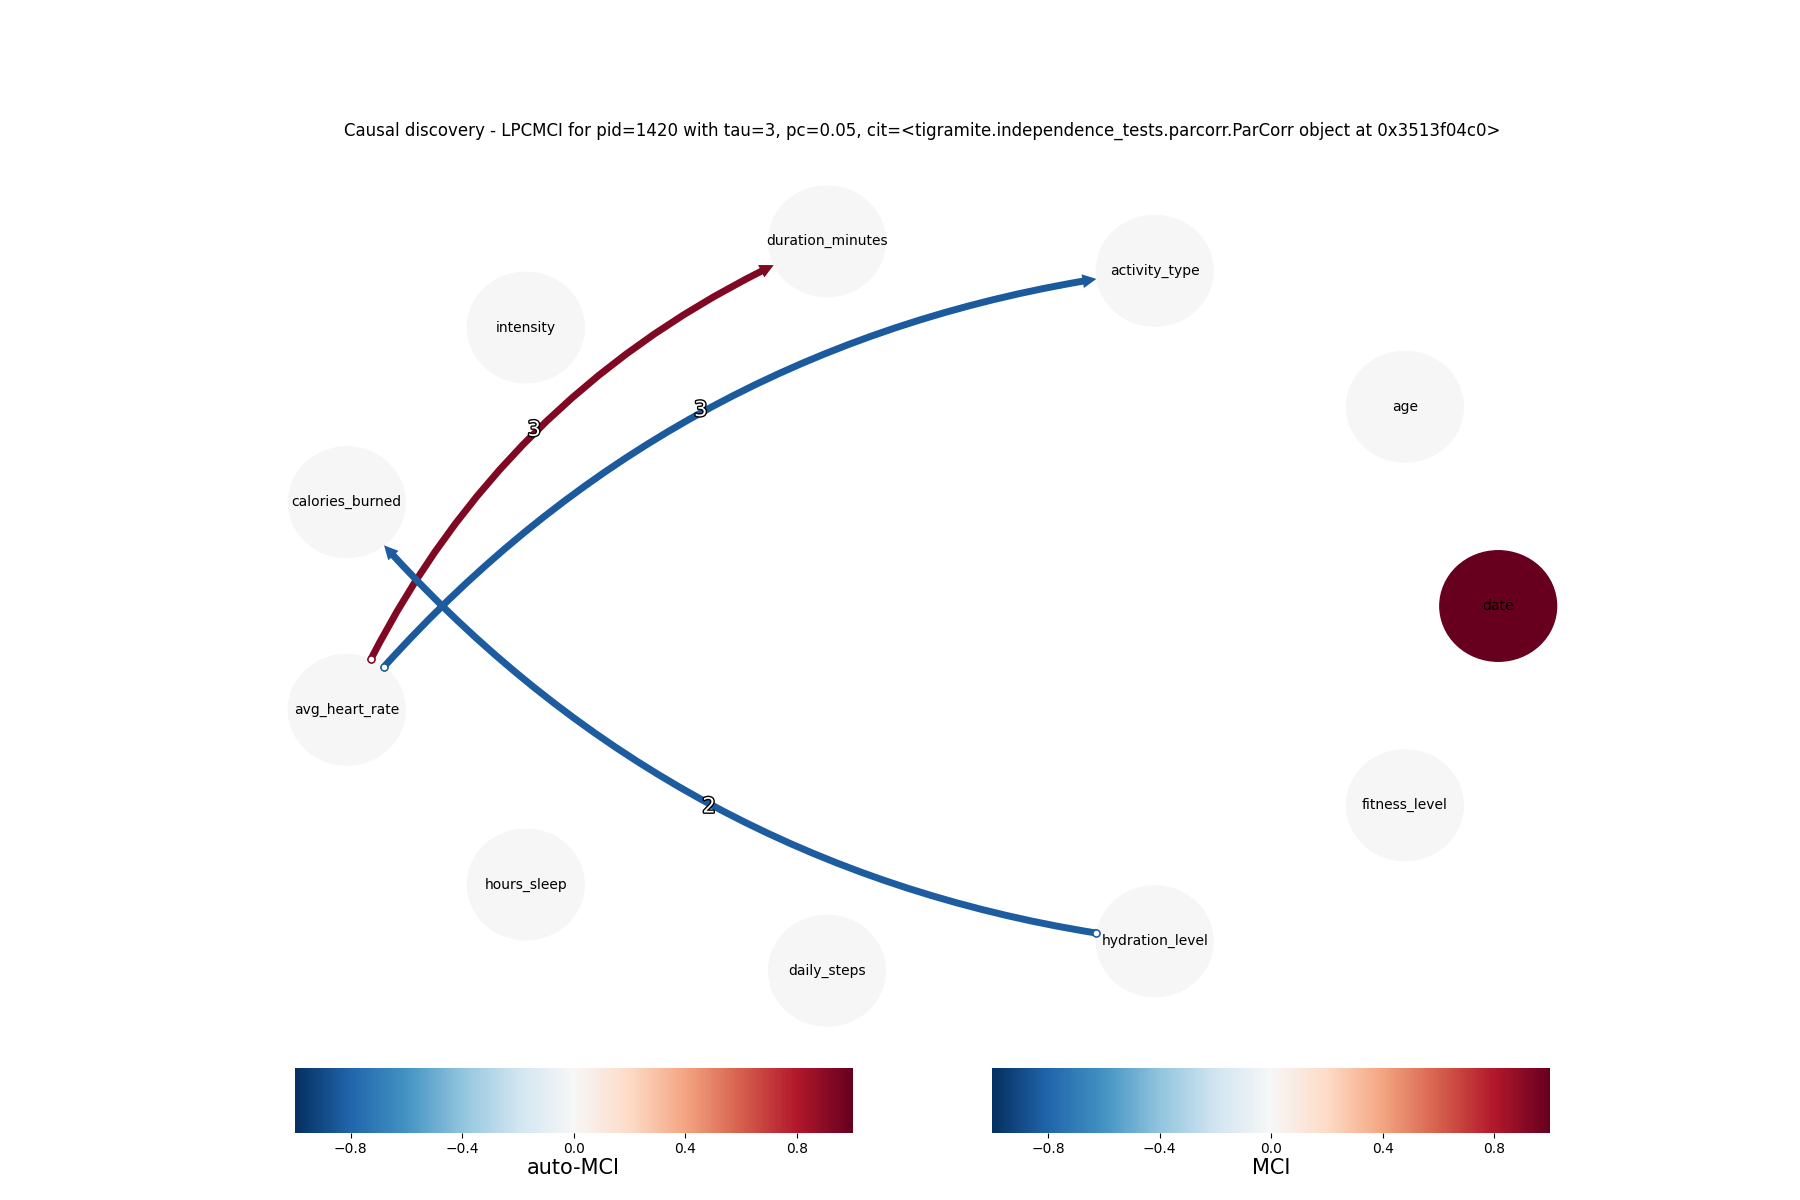 Causal discovery - LPCMCI for pid=1420 with tau=3, pc=0.05, cit=<tigramite.independence_tests.parcorr.ParCorr object at 0x3513f04c0>
duration_minutes
activity_type
intensity
age
3
3
calories_burned
date
avg_heart_rate
2
fitness_level
hours_sleep
hydration_level
daily_steps
−0.8 −0.4 0.0 0.4 0.8
auto-MCI
−0.8 −0.4 0.0 0.4 0.8
MCI